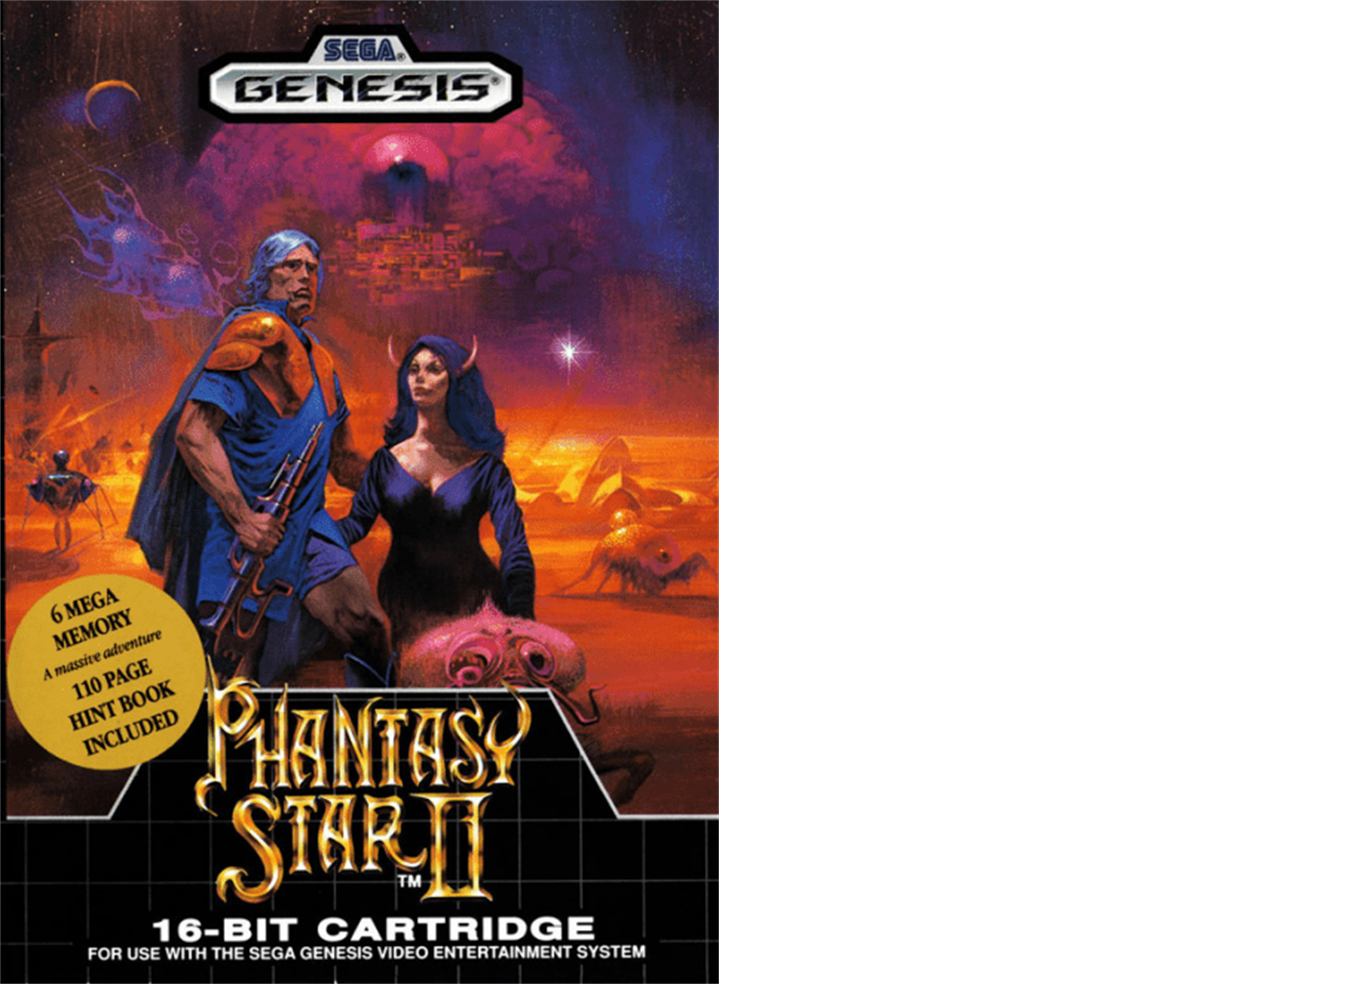 SEGA®
GENESIS®
6 MEGA
MEMORY
A massive adventure
110 PAGE
HINT BOOK
INCLUDED
PHANTASY
STAR II
TM
16-BIT CARTRIDGE
FOR USE WITH THE SEGA GENESIS VIDEO ENTERTAINMENT SYSTEM